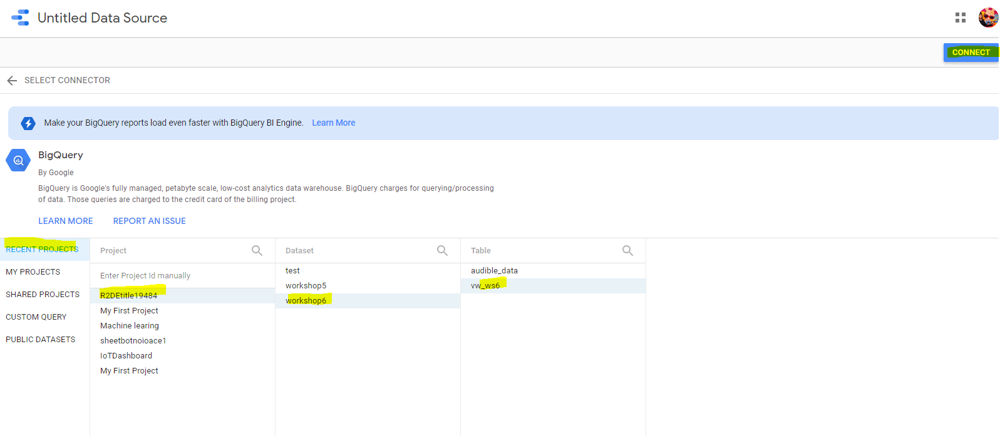 Untitled Data Source
CONNECT
SELECT CONNECTOR
Make your BigQuery reports load even faster with BigQuery BI Engine. Learn More
BigQuery
By Google
BigQuery is Google's fully managed, petabyte scale, low-cost analytics data warehouse. BigQuery charges for querying/processing
of data. Those queries are charged to the credit card of the billing project.
LEARN MORE REPORT AN ISSUE
RECENT PROJECTS
MY PROJECTS
SHARED PROJECTS
CUSTOM QUERY
PUBLIC DATASETS
Project
Enter Project Id manually
R2DEtitle19484
My First Project
Machine learing
sheetbotnoioace1
IoTDashboard
My First Project
Dataset
test
workshop5
workshop6
Table
audible_data
vw_ws6